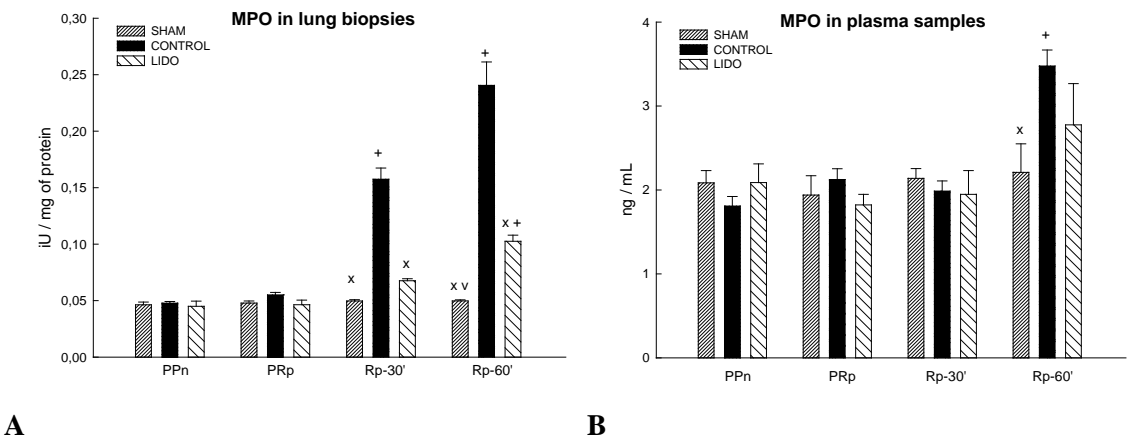 MPO in lung biopsies
SHAM
CONTROL
LIDO
iU / mg of protein
0,30
0,25
0,20
0,15
0,10
0,05
0,00
+
+
x
x
x v
x +
PPn PRp Rp-30' Rp-60'
A
MPO in plasma samples
SHAM
CONTROL
LIDO
ng / mL
4
3
2
1
0
+
x
PPn PRp Rp-30' Rp-60'
B